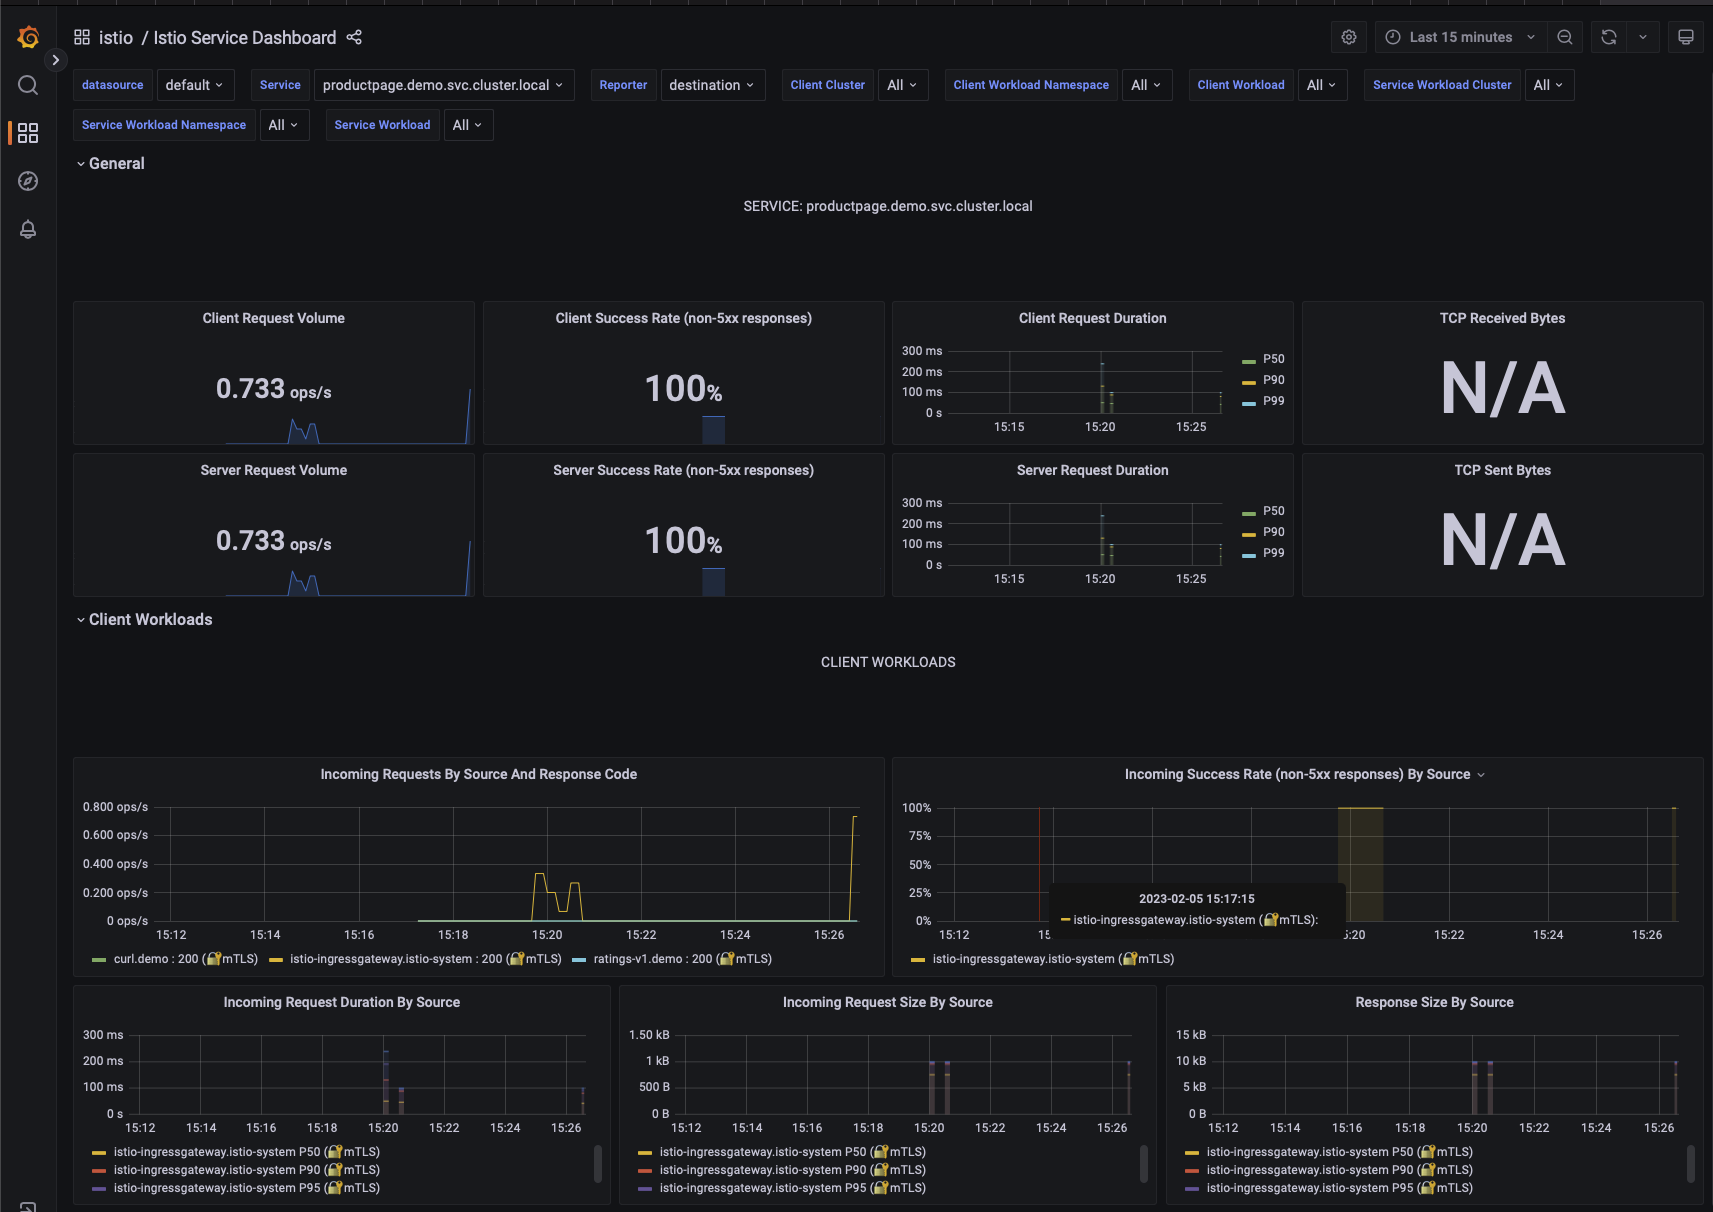 istio / Istio Service Dashboard
Last 15 minutes
datasource default Service productpage.demo.svc.cluster.local Reporter destination Client Cluster All Client Workload Namespace All Client Workload All Service Workload Cluster All
Service Workload Namespace All Service Workload All
General
SERVICE: productpage.demo.svc.cluster.local
Client Request Volume
0.733 ops/s
Client Success Rate (non-5xx responses)
100%
Client Request Duration
300 ms
200 ms
100 ms
0 s
15:15 15:20 15:25
P50
P90
P99
TCP Received Bytes
N/A
Server Request Volume
0.733 ops/s
Server Success Rate (non-5xx responses)
100%
Server Request Duration
300 ms
200 ms
100 ms
0 s
15:15 15:20 15:25
P50
P90
P99
TCP Sent Bytes
N/A
Client Workloads
CLIENT WORKLOADS
Incoming Requests By Source And Response Code
0.800 ops/s
0.600 ops/s
0.400 ops/s
0.200 ops/s
0 ops/s
15:12 15:14 15:16 15:18 15:20 15:22 15:24 15:26
curl.demo : 200 (🔐mTLS) istio-ingressgateway.istio-system : 200 (🔐mTLS) ratings-v1.demo : 200 (🔐mTLS)
Incoming Success Rate (non-5xx responses) By Source
100%
75%
50%
25%
0%
2023-02-05 15:17:15
istio-ingressgateway.istio-system (🔐mTLS):
15:12 15 5:20 15:22 15:24 15:26
istio-ingressgateway.istio-system (🔐mTLS)
Incoming Request Duration By Source
300 ms
200 ms
100 ms
0 s
15:12 15:14 15:16 15:18 15:20 15:22 15:24 15:26
istio-ingressgateway.istio-system P50 (🔐mTLS)
istio-ingressgateway.istio-system P90 (🔐mTLS)
istio-ingressgateway.istio-system P95 (🔐mTLS)
Incoming Request Size By Source
1.50 kB
1 kB
500 B
0 B
15:12 15:14 15:16 15:18 15:20 15:22 15:24 15:26
istio-ingressgateway.istio-system P50 (🔐mTLS)
istio-ingressgateway.istio-system P90 (🔐mTLS)
istio-ingressgateway.istio-system P95 (🔐mTLS)
Response Size By Source
15 kB
10 kB
5 kB
0 B
15:12 15:14 15:16 15:18 15:20 15:22 15:24 15:26
istio-ingressgateway.istio-system P50 (🔐mTLS)
istio-ingressgateway.istio-system P90 (🔐mTLS)
istio-ingressgateway.istio-system P95 (🔐mTLS)